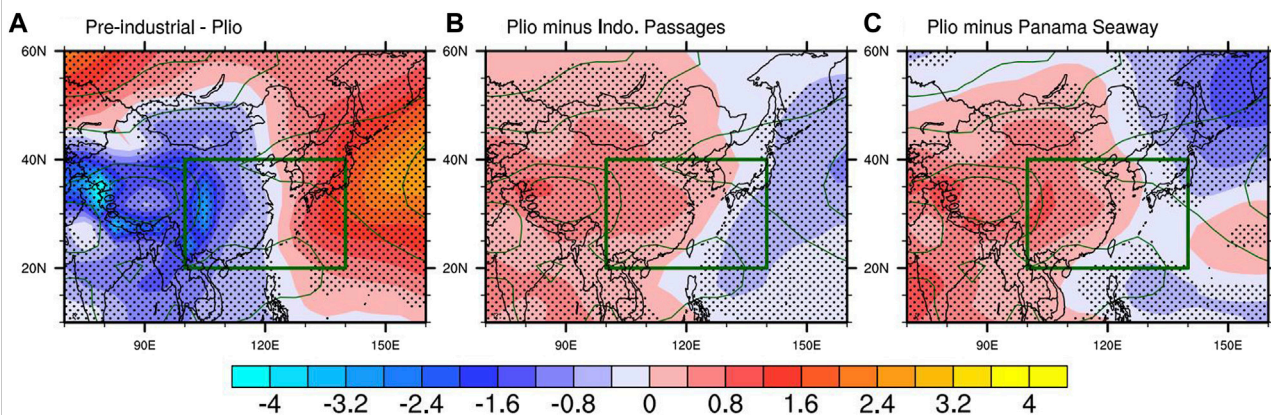 A Pre-industrial - Plio
B Plio minus Indo. Passages
C Plio minus Panama Seaway
60N 60N 60N
40N 40N 40N
20N 20N 20N
90E 120E 150E 90E 120E 150E 90E 120E 150E
-4 -3.2 -2.4 -1.6 -0.8 0 0.8 1.6 2.4 3.2 4